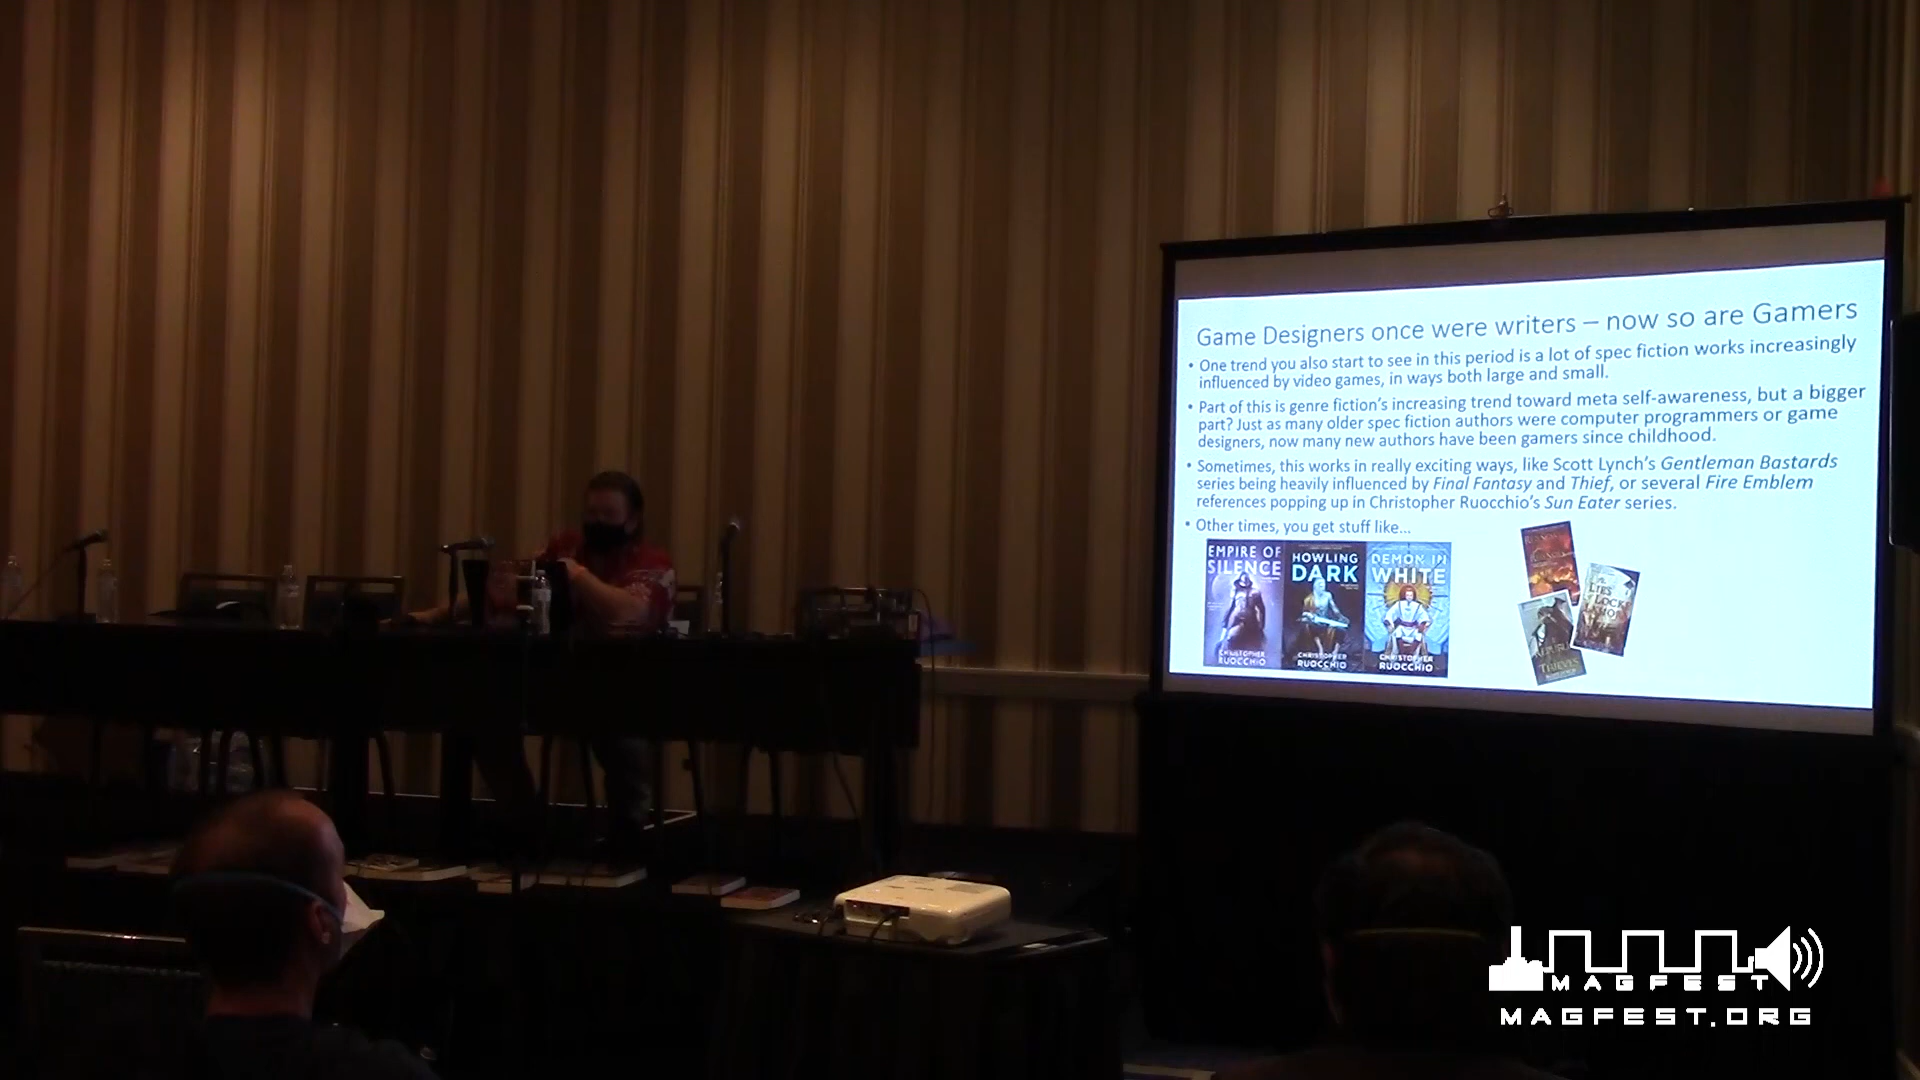 Game Designers once were writers – now so are Gamers
• One trend you also start to see in this period is a lot of spec fiction works increasingly
influenced by video games, in ways both large and small.
• Part of this is genre fiction's increasing trend toward meta self-awareness, but a bigger
part? Just as many older spec fiction authors were computer programmers or game
designers, now many new authors have been gamers since childhood.
• Sometimes, this works in really exciting ways, like Scott Lynch's Gentleman Bastards
series being heavily influenced by Final Fantasy and Thief, or several Fire Emblem
references popping up in Christopher Ruocchio's Sun Eater series.
• Other times, you get stuff like...
EMPIRE OF
SILENCE
CHRISTOPHER
RUOCCHIO
HOWLING
DARK
CHRISTOPHER
RUOCCHIO
DEMON IN
WHITE
CHRISTOPHER
RUOCCHIO
LIES
LOCK
THIEVES
MAGFEST
MAGFEST.ORG